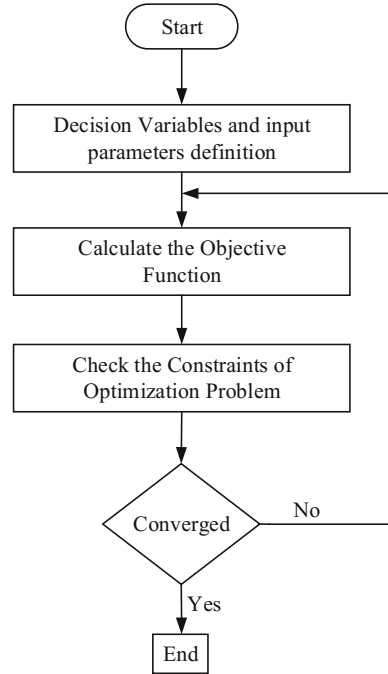 Start
Decision Variables and input
parameters definition
Calculate the Objective
Function
Check the Constraints of
Optimization Problem
Converged
No
Yes
End